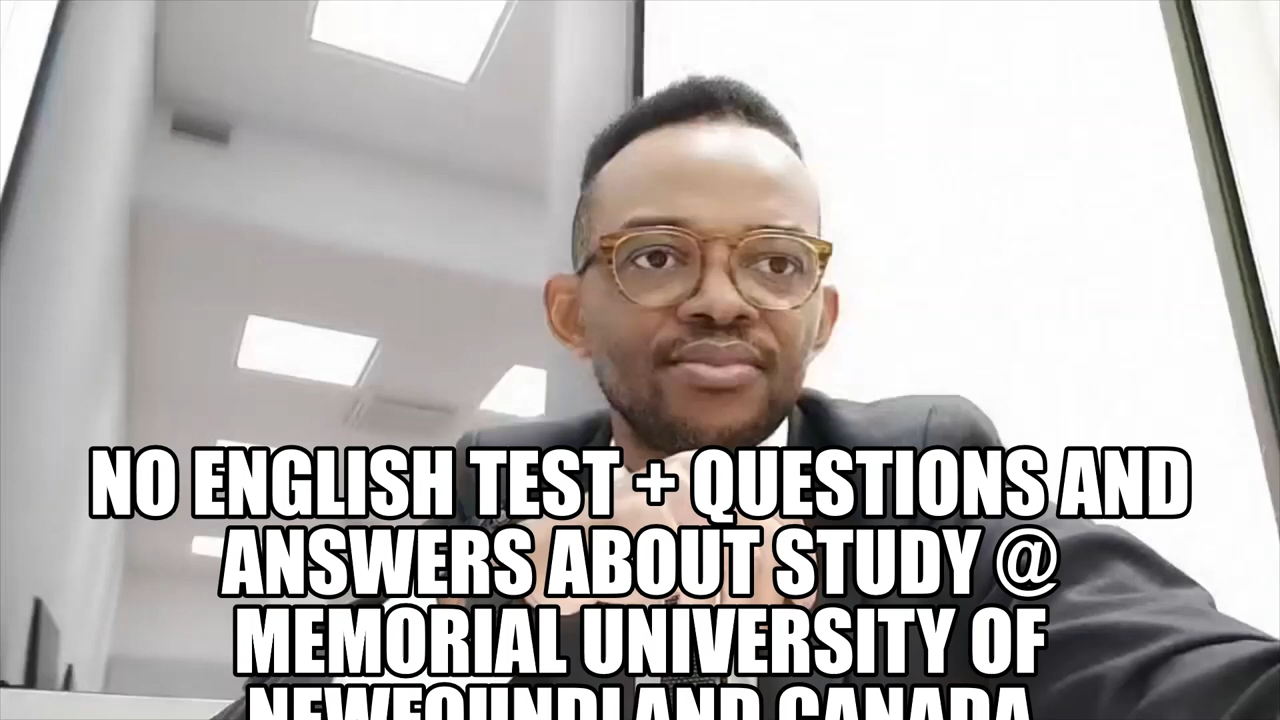 NO ENGLISH TEST + QUESTIONS AND
ANSWERS ABOUT STUDY @
MEMORIAL UNIVERSITY OF
NEWFOUNDLAND CANADA